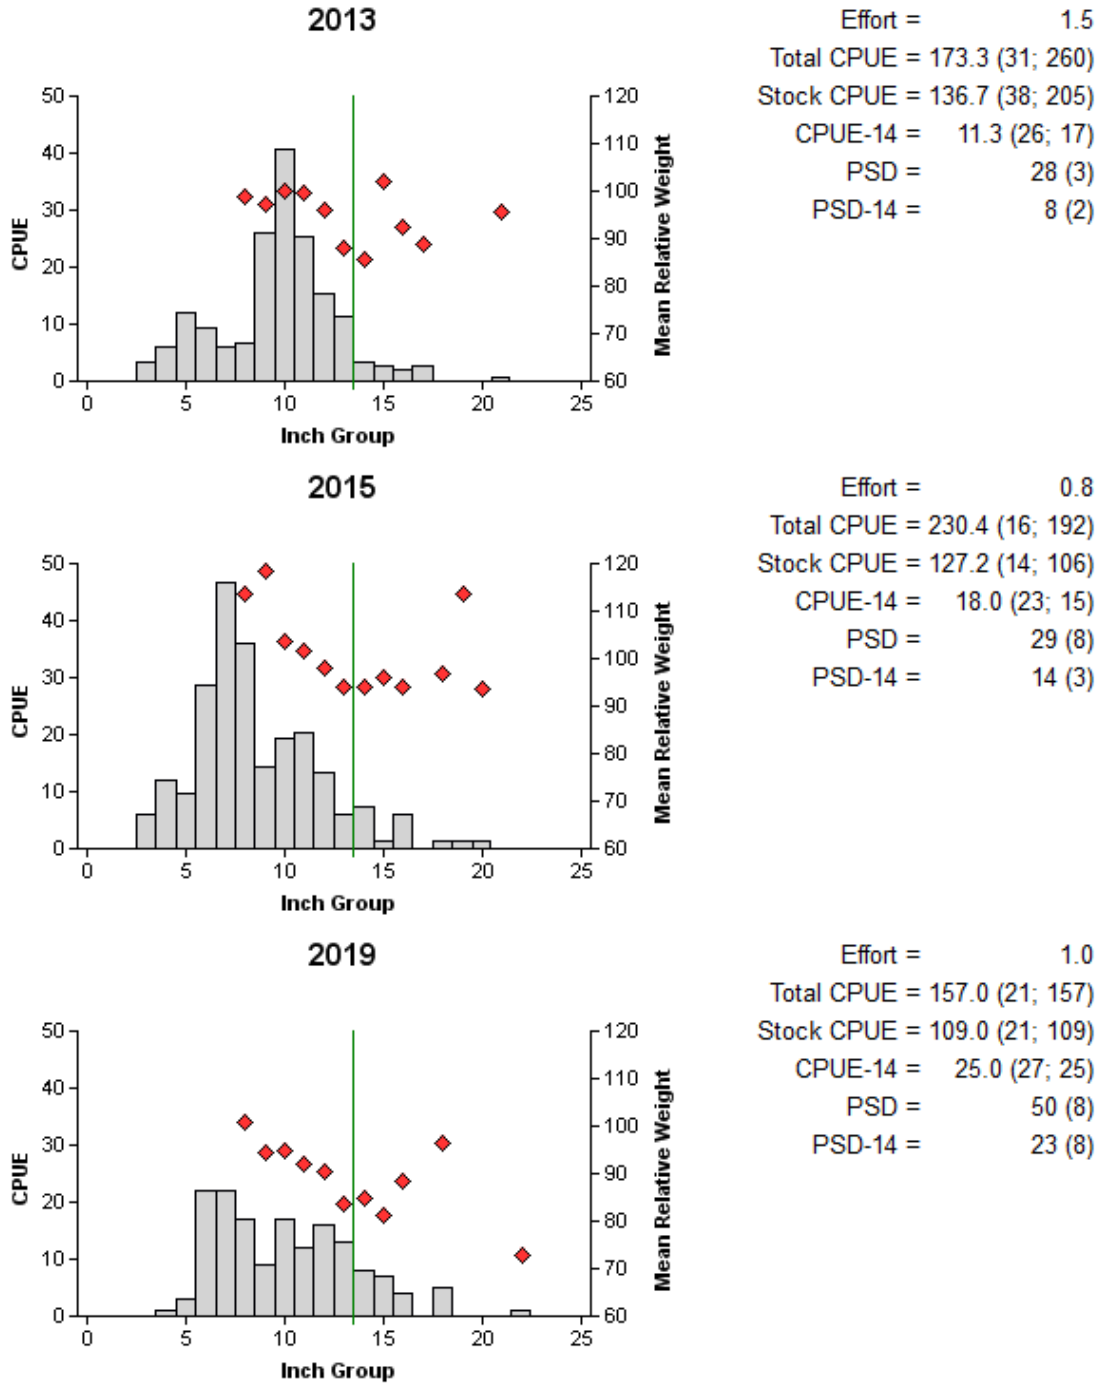 2013
Effort = 1.5
Total CPUE = 173.3 (31; 260)
Stock CPUE = 136.7 (38; 205)
CPUE-14 = 11.3 (26; 17)
PSD = 28 (3)
PSD-14 = 8 (2)
50 120
110
40
100
30
90
20
80
10
70
0 60
CPUE
Mean Relative Weight
0 5 10 15 20 25
Inch Group
2015
Effort = 0.8
Total CPUE = 230.4 (16; 192)
Stock CPUE = 127.2 (14; 106)
CPUE-14 = 18.0 (23; 15)
PSD = 29 (8)
PSD-14 = 14 (3)
50 120
110
40
100
30
90
20
80
10
70
0 60
CPUE
Mean Relative Weight
0 5 10 15 20 25
Inch Group
2019
Effort = 1.0
Total CPUE = 157.0 (21; 157)
Stock CPUE = 109.0 (21; 109)
CPUE-14 = 25.0 (27; 25)
PSD = 50 (8)
PSD-14 = 23 (8)
50 120
110
40
100
30
90
20
80
10
70
0 60
CPUE
Mean Relative Weight
0 5 10 15 20 25
Inch Group